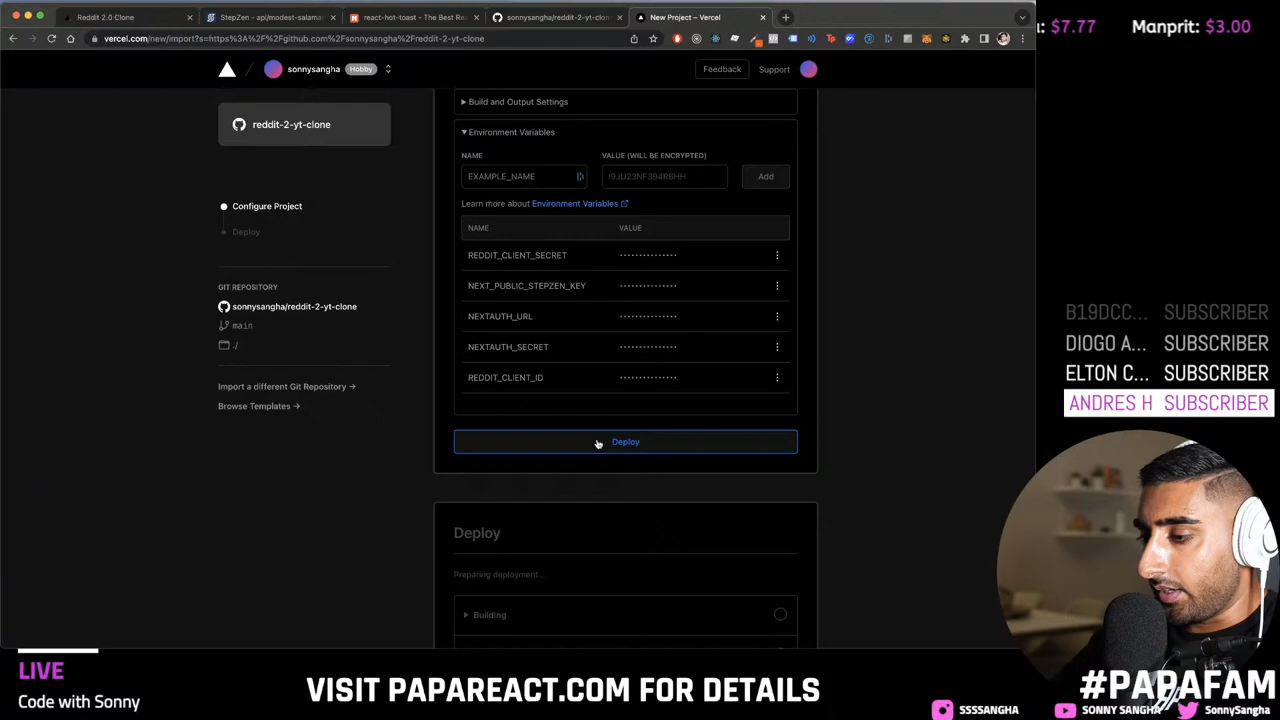 Reddit 2.0 Clone
StepZen - api/modest-salama
react-hot-toast - The Best Re
sonnysangha/reddit-2-yt-clone
New Project – Vercel
$7.77
Manprit: $3.00
vercel.com/new/import?s=https%3A%2F%2Fgithub.com%2Fsonnysangha%2Freddit-2-yt-clone
sonnysangha
Hobby
Feedback
Support
reddit-2-yt-clone
Build and Output Settings
Environment Variables
NAME
VALUE (WILL BE ENCRYPTED)
EXAMPLE_NAME
I9JU23NF394R6HH
Add
Learn more about Environment Variables
NAME
VALUE
REDDIT_CLIENT_SECRET
NEXT_PUBLIC_STEPZEN_KEY
NEXTAUTH_URL
NEXTAUTH_SECRET
REDDIT_CLIENT_ID
Configure Project
Deploy
GIT REPOSITORY
sonnysangha/reddit-2-yt-clone
main
./
Import a different Git Repository →
Browse Templates →
Deploy
Deploy
Preparing deployment...
Building
B19DCC... SUBSCRIBER
DIOGO A... SUBSCRIBER
ELTON C... SUBSCRIBER
ANDRES H SUBSCRIBER
LIVE
Code with Sonny
VISIT PAPAREACT.COM FOR DETAILS
#PAPAFAM
SSSSANGHA
SONNY SANGHA
SonnySangha